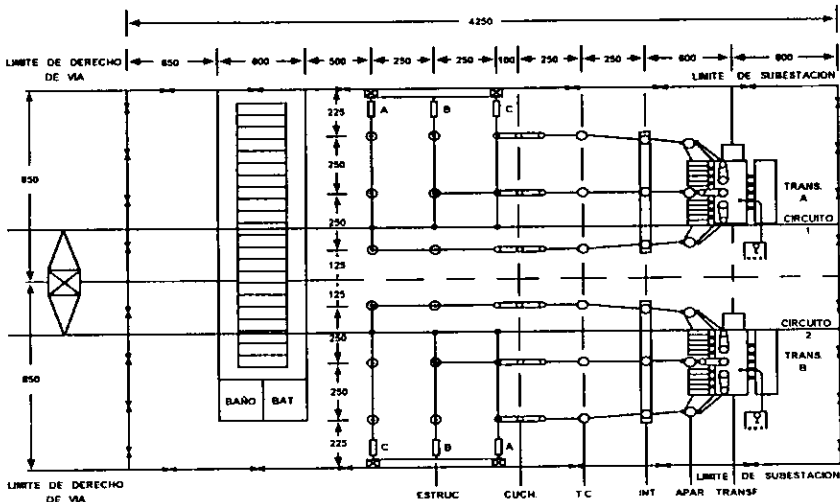 4250
650
800
500
250
250
100
250
250
600
800
LIMITE DE DERECHO
DE VIA
LIMITE DE SUBESTACION
A
B
C
225
250
850
250
TRANS.
A
CIRCUITO
1
125
125
CIRCUITO
2
250
TRANS.
B
850
250
BAÑO
BAT
225
C
B
A
LIMITE DE DERECHO
DE VIA
LIMITE DE SUBESTACION
ESTRUC
CUCH.
TC
INT
APAR
TRANSF